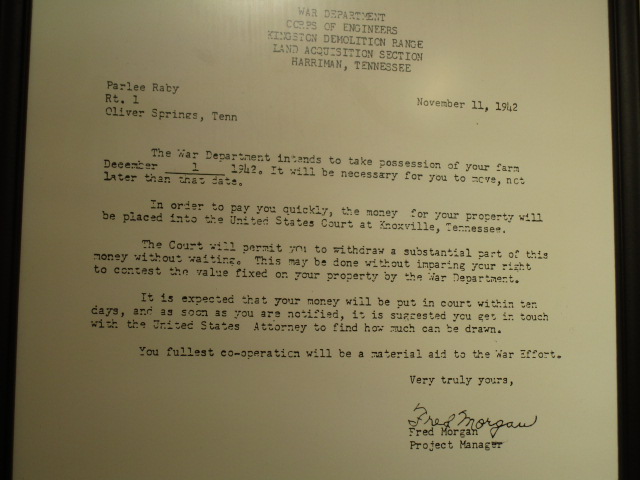 WAR DEPARTMENT
CORPS OF ENGINEERS
KINGSTON DEMOLITION RANGE
LAND ACQUISITION SECTION
HARRIMAN, TENNESSEE
Parlee Raby
Rt. 1
Oliver Springs, Tenn
November 11, 1942
The War Department intends to take possession of your farm
December 1 1942. It will be necessary for you to move, not
later than that date.
In order to pay you quickly, the money for your property will
be placed into the United States Court at Knoxville, Tennessee.
The Court will permit you to withdraw a substantial part of this
money without waiting. This may be done without imparing your right
to contest the value fixed on your property by the War Department.
It is expected that your money will be put in court within ten
days, and as soon as you are notified, it is suggested you get in touch
with the United States Attorney to find how much can be drawn.
You fullest co-operation will be a material aid to the War Effort.
Very truly yours,
Fred Morgan
Fred Morgan
Project Manager